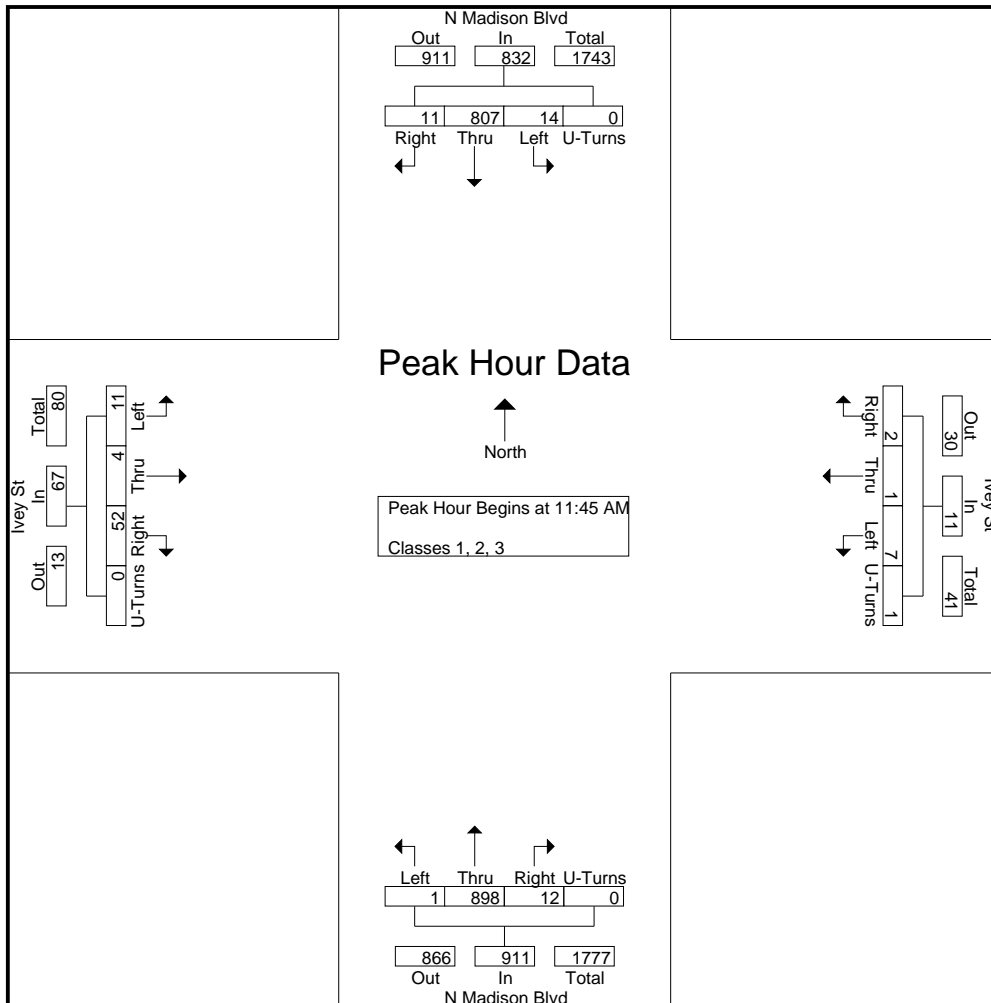 N Madison Blvd
Out In Total
911 832 1743
11 807 14 0
Right Thru Left U-Turns
Peak Hour Data
North
Peak Hour Begins at 11:45 AM
Classes 1, 2, 3
Ivey St
Total In Out
80 67 13
11 4 52 0
Left Thru Right U-Turns
Right Thru Left U-Turns
2 1 7 1
30 11 41
Out In Total
Ivey St
Left Thru Right U-Turns
1 898 12 0
866 911 1777
Out In Total
N Madison Blvd